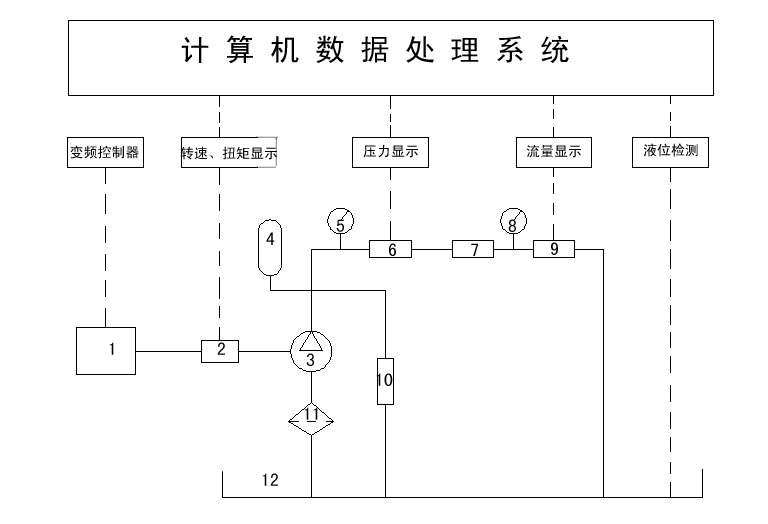 计算机数据处理系统
变频控制器
转速、扭矩显示
压力显示
流量显示
液位检测
4
5
8
6
7
9
1
2
3
10
11
12